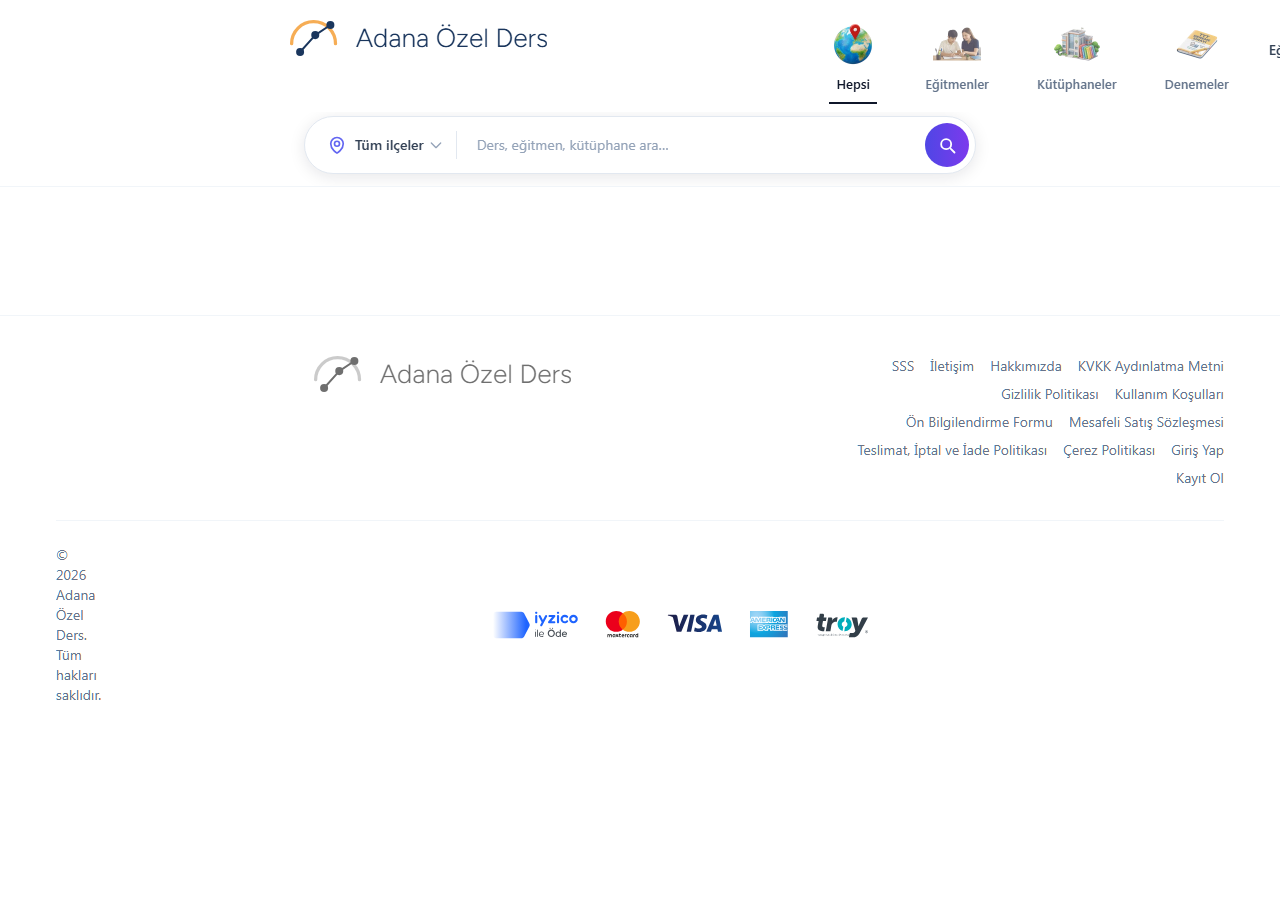 Adana Özel Ders
Hepsi
Eğitmenler
Kütüphaneler
Denemeler
Tüm ilçeler
Ders, eğitmen, kütüphane ara...
Adana Özel Ders
SSS İletişim Hakkımızda KVKK Aydınlatma Metni
Gizlilik Politikası Kullanım Koşulları
Ön Bilgilendirme Formu Mesafeli Satış Sözleşmesi
Teslimat, İptal ve İade Politikası Çerez Politikası Giriş Yap
Kayıt Ol
©
2026
Adana
Özel
Ders.
Tüm
hakları
saklıdır.
iyzico
ile Öde
mastercard
VISA
AMERICAN
EXPRESS
troy